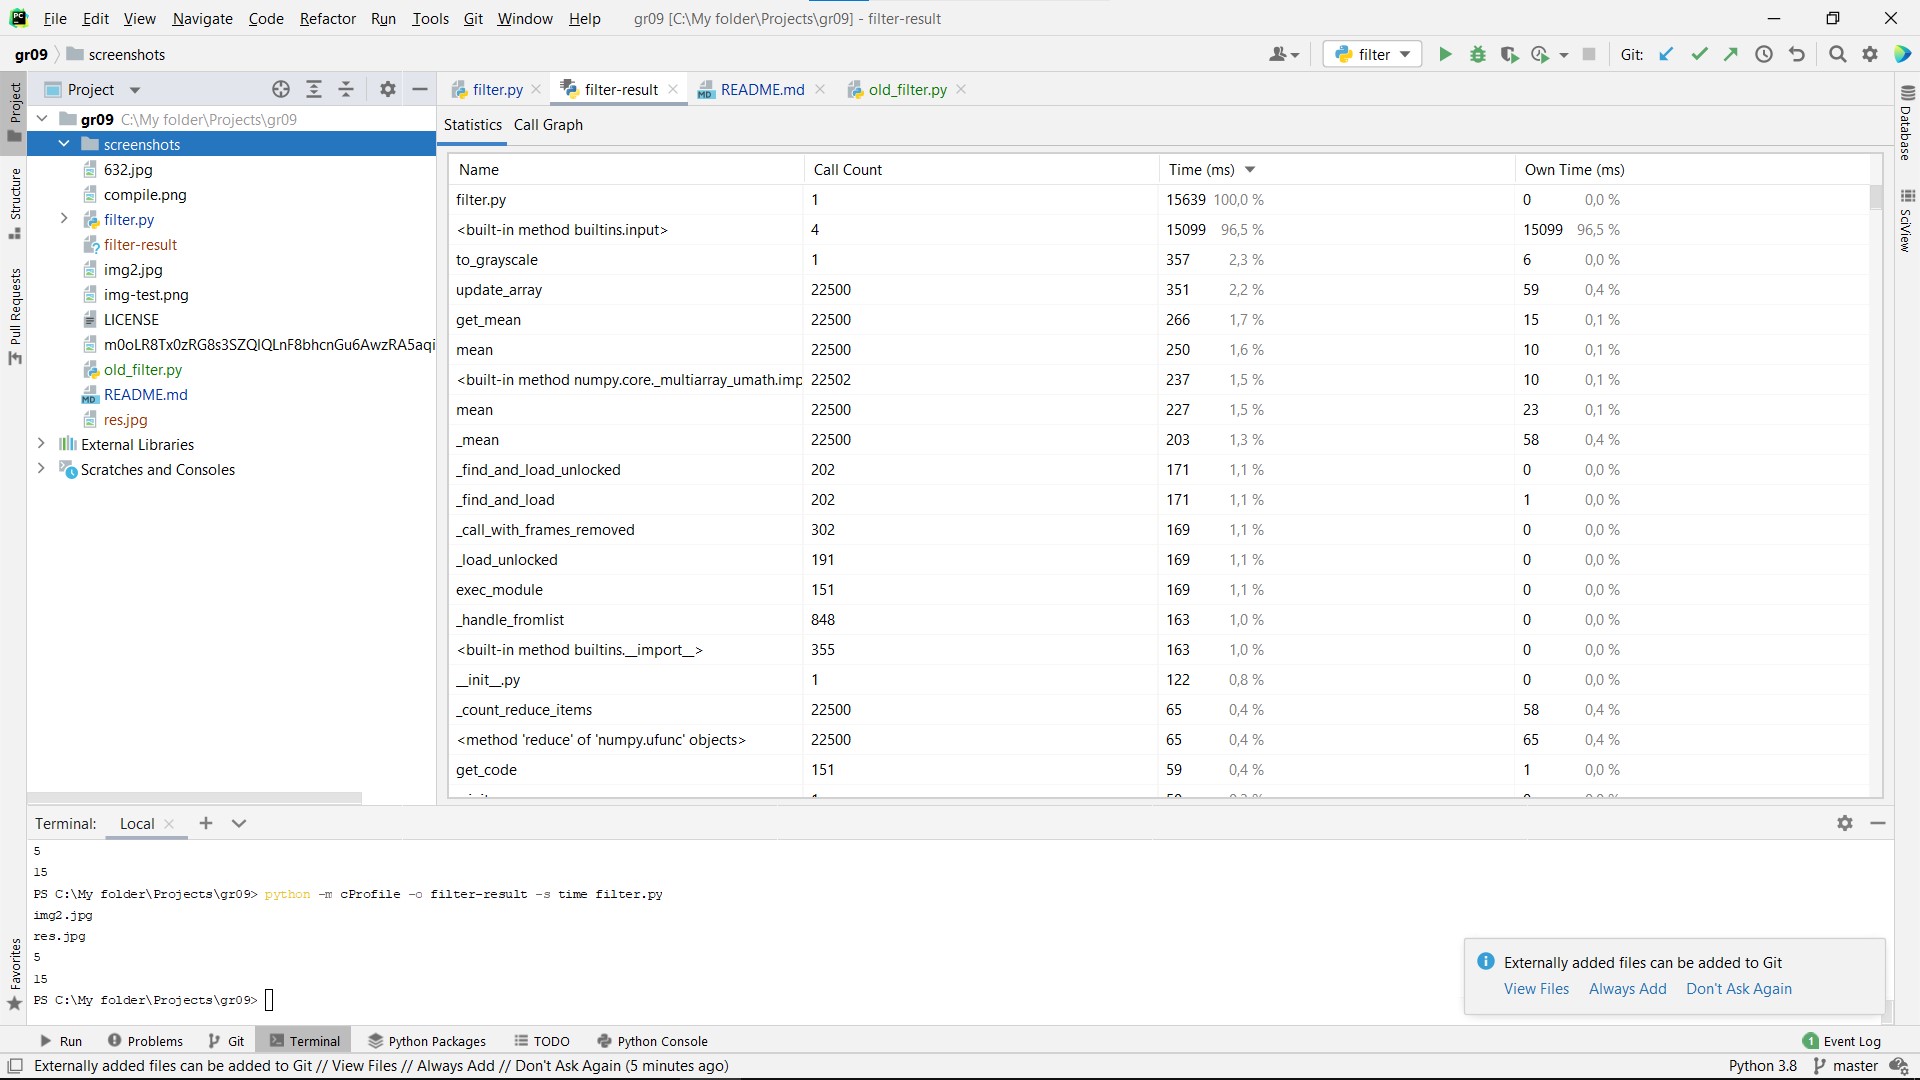 File Edit View Navigate Code Refactor Run Tools Git Window Help gr09 [C:\My folder\Projects\gr09] - filter-result
gr09 screenshots filter Git:
Project filter.py filter-result README.md old_filter.py
Project
Structure
Pull Requests
Favorites
Database
SciView
gr09 C:\My folder\Projects\gr09
screenshots
632.jpg
compile.png
filter.py
filter-result
img2.jpg
img-test.png
LICENSE
m0oLR8Tx0zRG8s3SZQlQLnF8bhcnGu6AwzRA5aqi
old_filter.py
README.md
res.jpg
External Libraries
Scratches and Consoles
Statistics Call Graph
Name Call Count Time (ms) Own Time (ms)
filter.py 1 15639 100,0 % 0 0,0 %
<built-in method builtins.input> 4 15099 96,5 % 15099 96,5 %
to_grayscale 1 357 2,3 % 6 0,0 %
update_array 22500 351 2,2 % 59 0,4 %
get_mean 22500 266 1,7 % 15 0,1 %
mean 22500 250 1,6 % 10 0,1 %
<built-in method numpy.core._multiarray_umath.imp 22502 237 1,5 % 10 0,1 %
mean 22500 227 1,5 % 23 0,1 %
_mean 22500 203 1,3 % 58 0,4 %
_find_and_load_unlocked 202 171 1,1 % 0 0,0 %
_find_and_load 202 171 1,1 % 1 0,0 %
_call_with_frames_removed 302 169 1,1 % 0 0,0 %
_load_unlocked 191 169 1,1 % 0 0,0 %
exec_module 151 169 1,1 % 0 0,0 %
_handle_fromlist 848 163 1,0 % 0 0,0 %
<built-in method builtins.__import__> 355 163 1,0 % 0 0,0 %
__init__.py 1 122 0,8 % 0 0,0 %
_count_reduce_items 22500 65 0,4 % 58 0,4 %
<method 'reduce' of 'numpy.ufunc' objects> 22500 65 0,4 % 65 0,4 %
get_code 151 59 0,4 % 1 0,0 %
Terminal: Local
5
15
PS C:\My folder\Projects\gr09> python -m cProfile -o filter-result -s time filter.py
img2.jpg
res.jpg
5
15
PS C:\My folder\Projects\gr09>
Externally added files can be added to Git
View Files Always Add Don't Ask Again
Run Problems Git Terminal Python Packages TODO Python Console 1 Event Log
Externally added files can be added to Git // View Files // Always Add // Don't Ask Again (5 minutes ago) Python 3.8 master